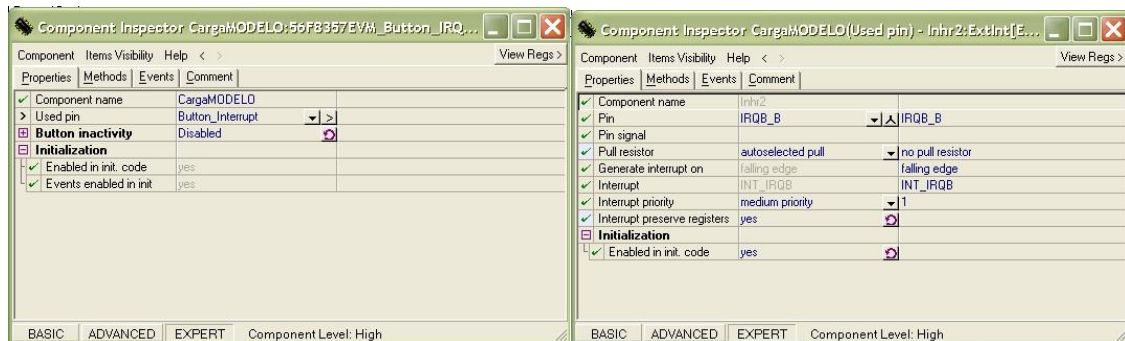 Component Inspector CargaMODELO:56F8357EVM_Button_IRQ...
Component Items Visibility Help < >
View Regs >
Properties Methods Events Comment
Component name CargaMODELO
Used pin Button_Interrupt >
Button inactivity Disabled
Initialization
Enabled in init. code yes
Events enabled in init yes
BASIC ADVANCED EXPERT Component Level: High
Component Inspector CargaMODELO(Used pin) - Inhr2:ExtInt[E...
Component Items Visibility Help < >
View Regs >
Properties Methods Events Comment
Component name Inhr2
Pin IRQB_B IRQB_B
Pin signal
Pull resistor autoselected pull no pull resistor
Generate interrupt on falling edge falling edge
Interrupt INT_IRQB INT_IRQB
Interrupt priority medium priority 1
Interrupt preserve registers yes
Initialization
Enabled in init. code yes
BASIC ADVANCED EXPERT Component Level: High